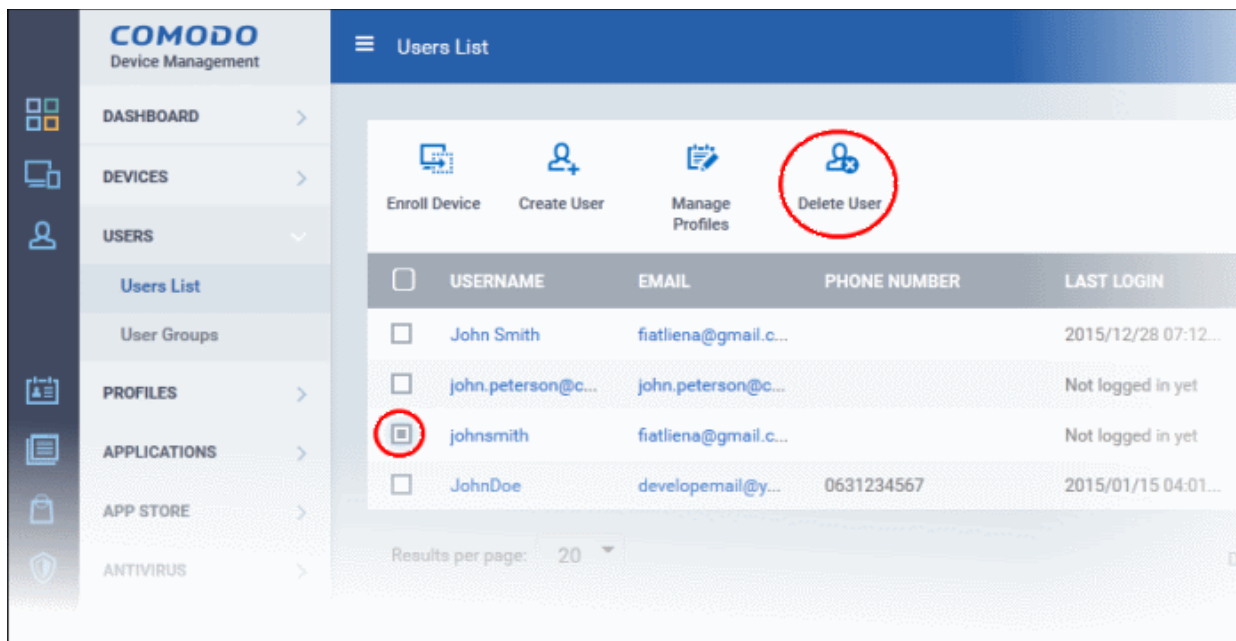 COMODO
Device Management
Users List
DASHBOARD
DEVICES
USERS
Users List
User Groups
PROFILES
APPLICATIONS
APP STORE
ANTIVIRUS
Enroll Device
Create User
Manage
Profiles
Delete User
USERNAME EMAIL PHONE NUMBER LAST LOGIN
John Smith fiatliena@gmail.c... 2015/12/28 07:12...
john.peterson@c... john.peterson@c... Not logged in yet
johnsmith fiatliena@gmail.c... Not logged in yet
JohnDoe developemail@y... 0631234567 2015/01/15 04:01...
Results per page: 20